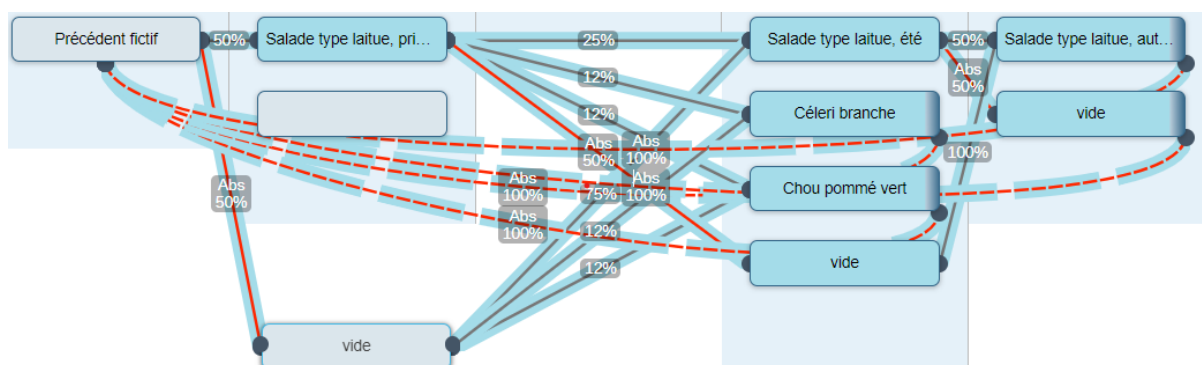 Précédent fictif
50%
Salade type laitue, pri...
25%
Salade type laitue, été
50%
Salade type laitue, aut...
Abs
50%
12%
12%
Céleri branche
vide
Abs
50%
Abs
100%
100%
Abs
50%
Abs
100%
75%
Abs
100%
Chou pommé vert
Abs
100%
12%
12%
vide
vide